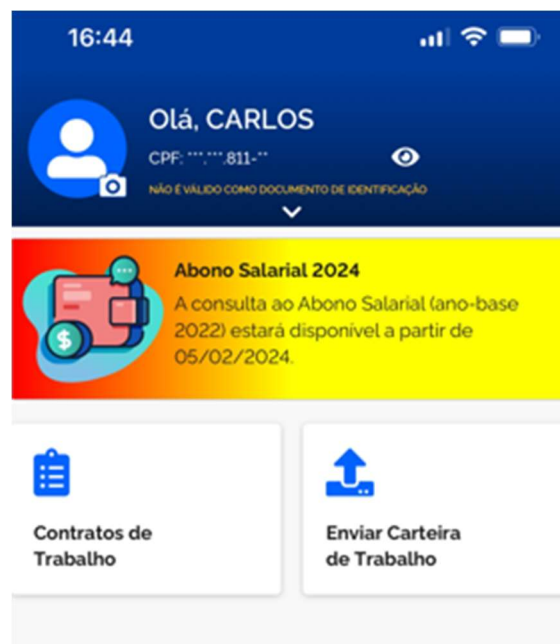 16:44
Olá, CARLOS
CPF: ***.***.811-**
NÃO É VÁLIDO COMO DOCUMENTO DE IDENTIFICAÇÃO
Abono Salarial 2024
A consulta ao Abono Salarial (ano-base
2022) estará disponível a partir de
05/02/2024.
Contratos de
Trabalho
Enviar Carteira
de Trabalho